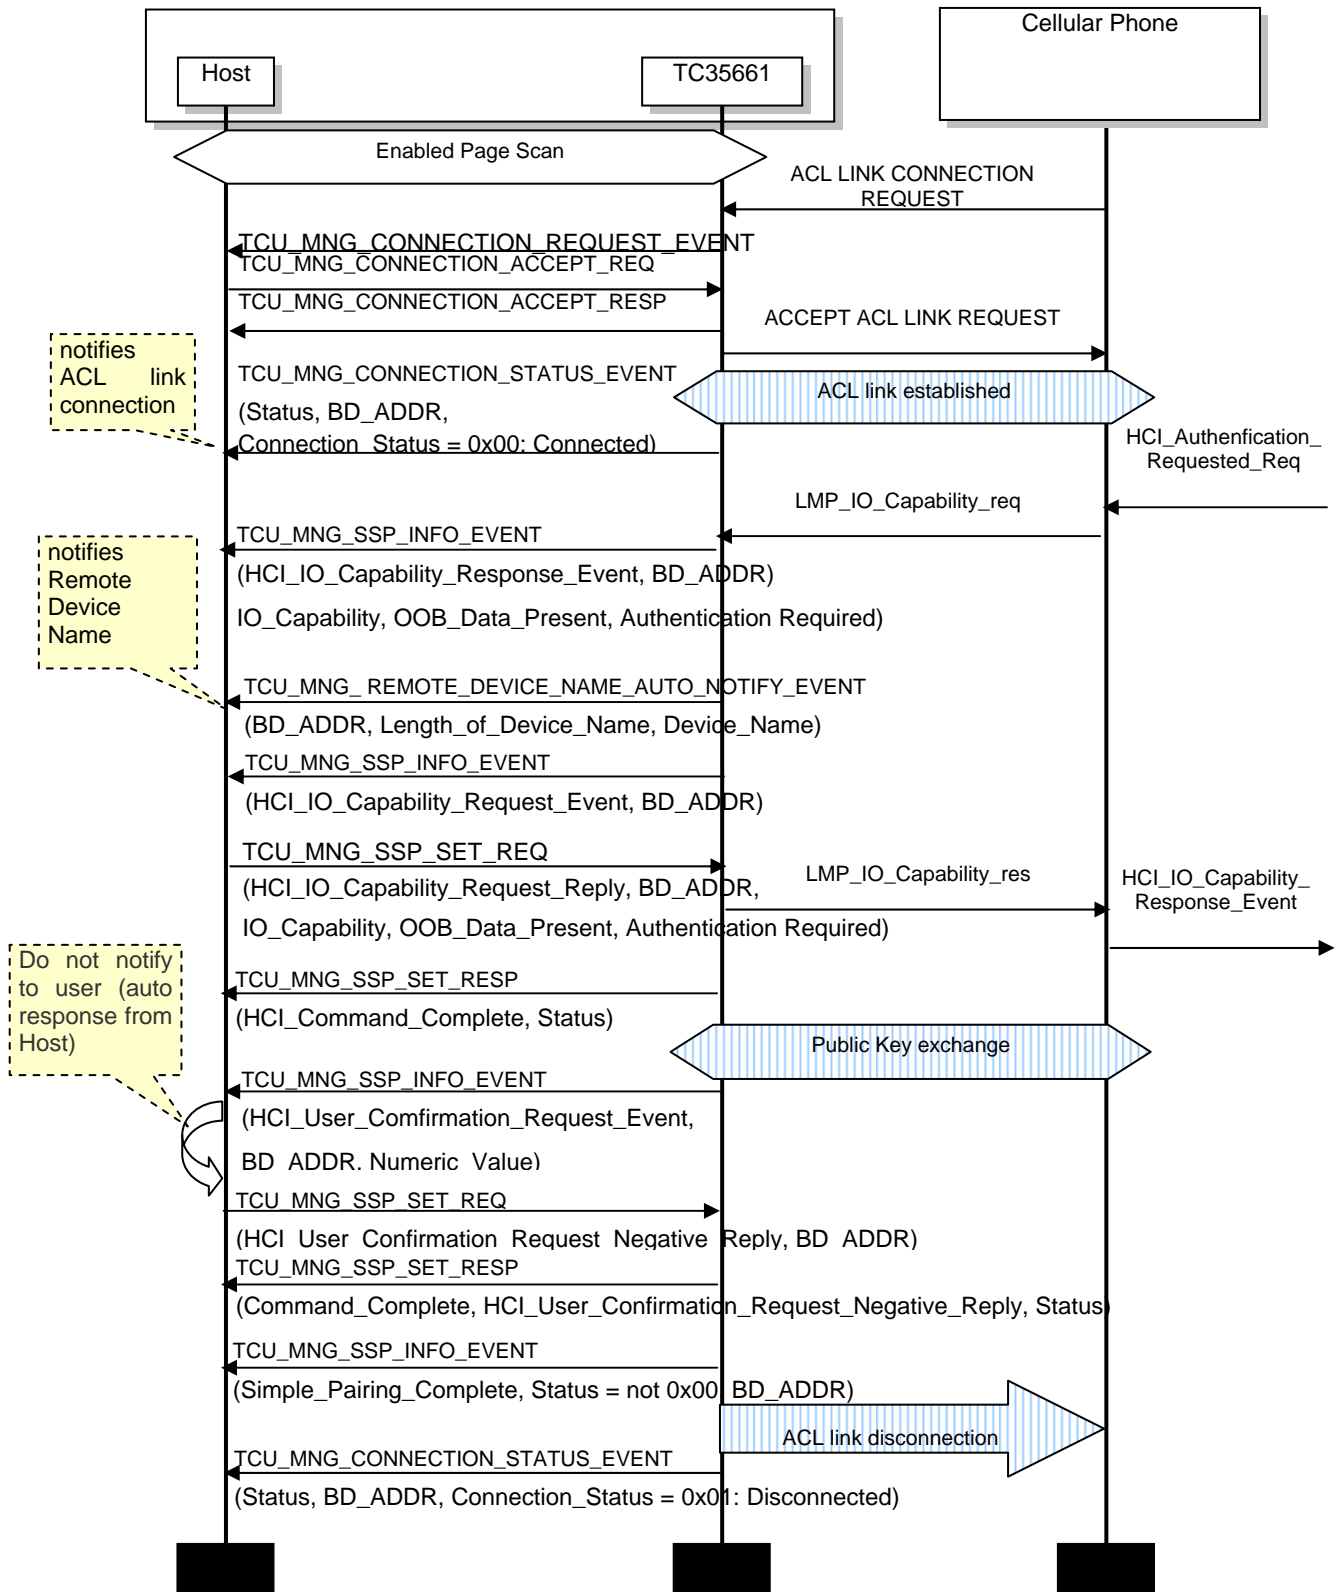 Cellular Phone
Host
TC35661
Enabled Page Scan
ACL LINK CONNECTION
REQUEST
TCU_MNG_CONNECTION_REQUEST_EVENT
TCU_MNG_CONNECTION_ACCEPT_REQ
TCU_MNG_CONNECTION_ACCEPT_RESP
ACCEPT ACL LINK REQUEST
notifies
ACL link
connection
TCU_MNG_CONNECTION_STATUS_EVENT
(Status, BD_ADDR,
Connection_Status = 0x00: Connected)
ACL link established
HCI_Authenfication_
Requested_Req
LMP_IO_Capability_req
TCU_MNG_SSP_INFO_EVENT
(HCI_IO_Capability_Response_Event, BD_ADDR)
IO_Capability, OOB_Data_Present, Authentication Required)
notifies
Remote
Device
Name
TCU_MNG_ REMOTE_DEVICE_NAME_AUTO_NOTIFY_EVENT
(BD_ADDR, Length_of_Device_Name, Device_Name)
TCU_MNG_SSP_INFO_EVENT
(HCI_IO_Capability_Request_Event, BD_ADDR)
TCU_MNG_SSP_SET_REQ
(HCI_IO_Capability_Request_Reply, BD_ADDR,
IO_Capability, OOB_Data_Present, Authentication Required)
LMP_IO_Capability_res
HCI_IO_Capability_
Response_Event
Do not notify
to user (auto
response from
Host)
TCU_MNG_SSP_SET_RESP
(HCI_Command_Complete, Status)
Public Key exchange
TCU_MNG_SSP_INFO_EVENT
(HCI_User_Comfirmation_Request_Event,
BD_ADDR, Numeric_Value)
TCU_MNG_SSP_SET_REQ
(HCI_User_Confirmation_Request_Negative_Reply, BD_ADDR)
TCU_MNG_SSP_SET_RESP
(Command_Complete, HCI_User_Confirmation_Request_Negative_Reply, Status)
TCU_MNG_SSP_INFO_EVENT
(Simple_Pairing_Complete, Status = not 0x00, BD_ADDR)
ACL link disconnection
TCU_MNG_CONNECTION_STATUS_EVENT
(Status, BD_ADDR, Connection_Status = 0x01: Disconnected)